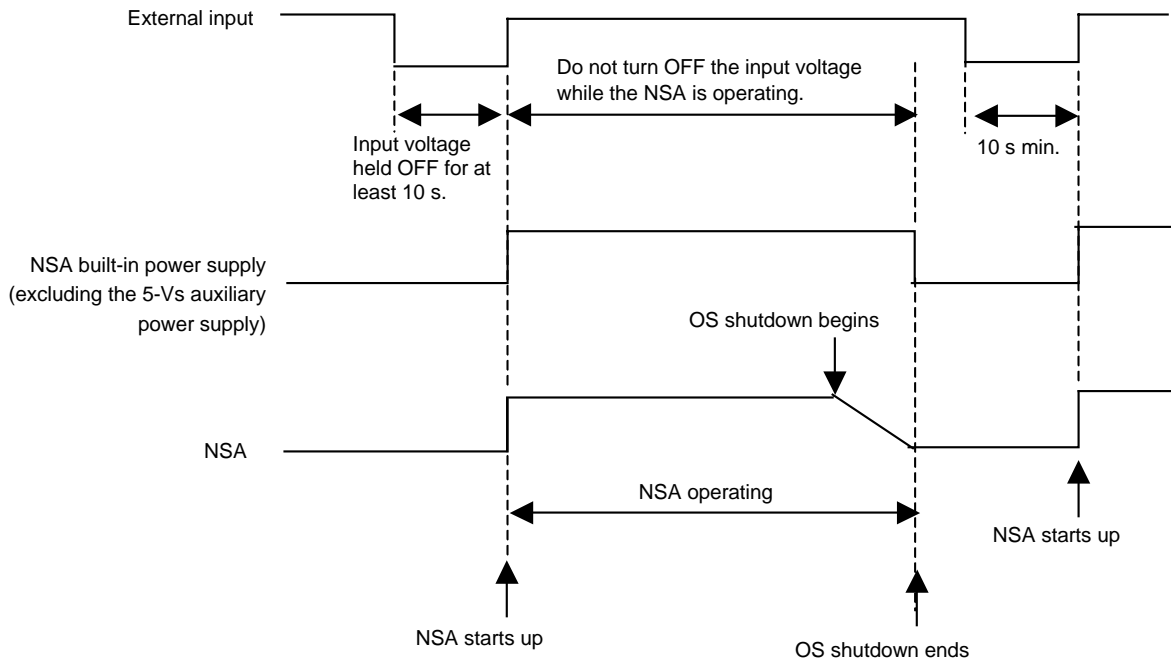 External input
Do not turn OFF the input voltage
while the NSA is operating.
Input voltage
held OFF for at
least 10 s.
10 s min.
NSA built-in power supply
(excluding the 5-Vs auxiliary
power supply)
OS shutdown begins
NSA
NSA operating
NSA starts up
NSA starts up
OS shutdown ends